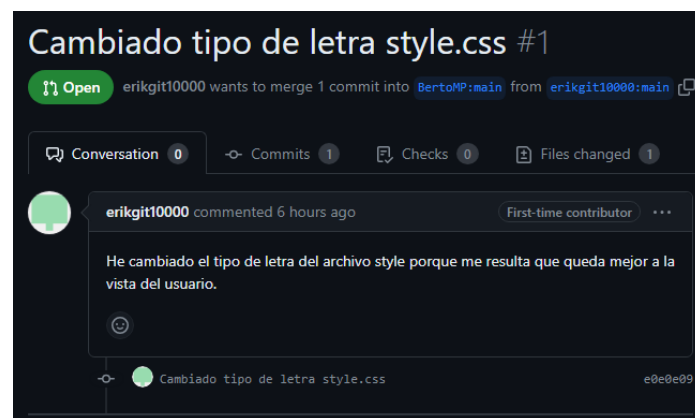 Cambiado tipo de letra style.css #1
Open erikgit10000 wants to merge 1 commit into BertoMP:main from erikgit10000:main
Conversation 0 Commits 1 Checks 0 Files changed 1
erikgit10000 commented 6 hours ago First-time contributor ...
He cambiado el tipo de letra del archivo style porque me resulta que queda mejor a la
vista del usuario.
Cambiado tipo de letra style.css e0e0e09